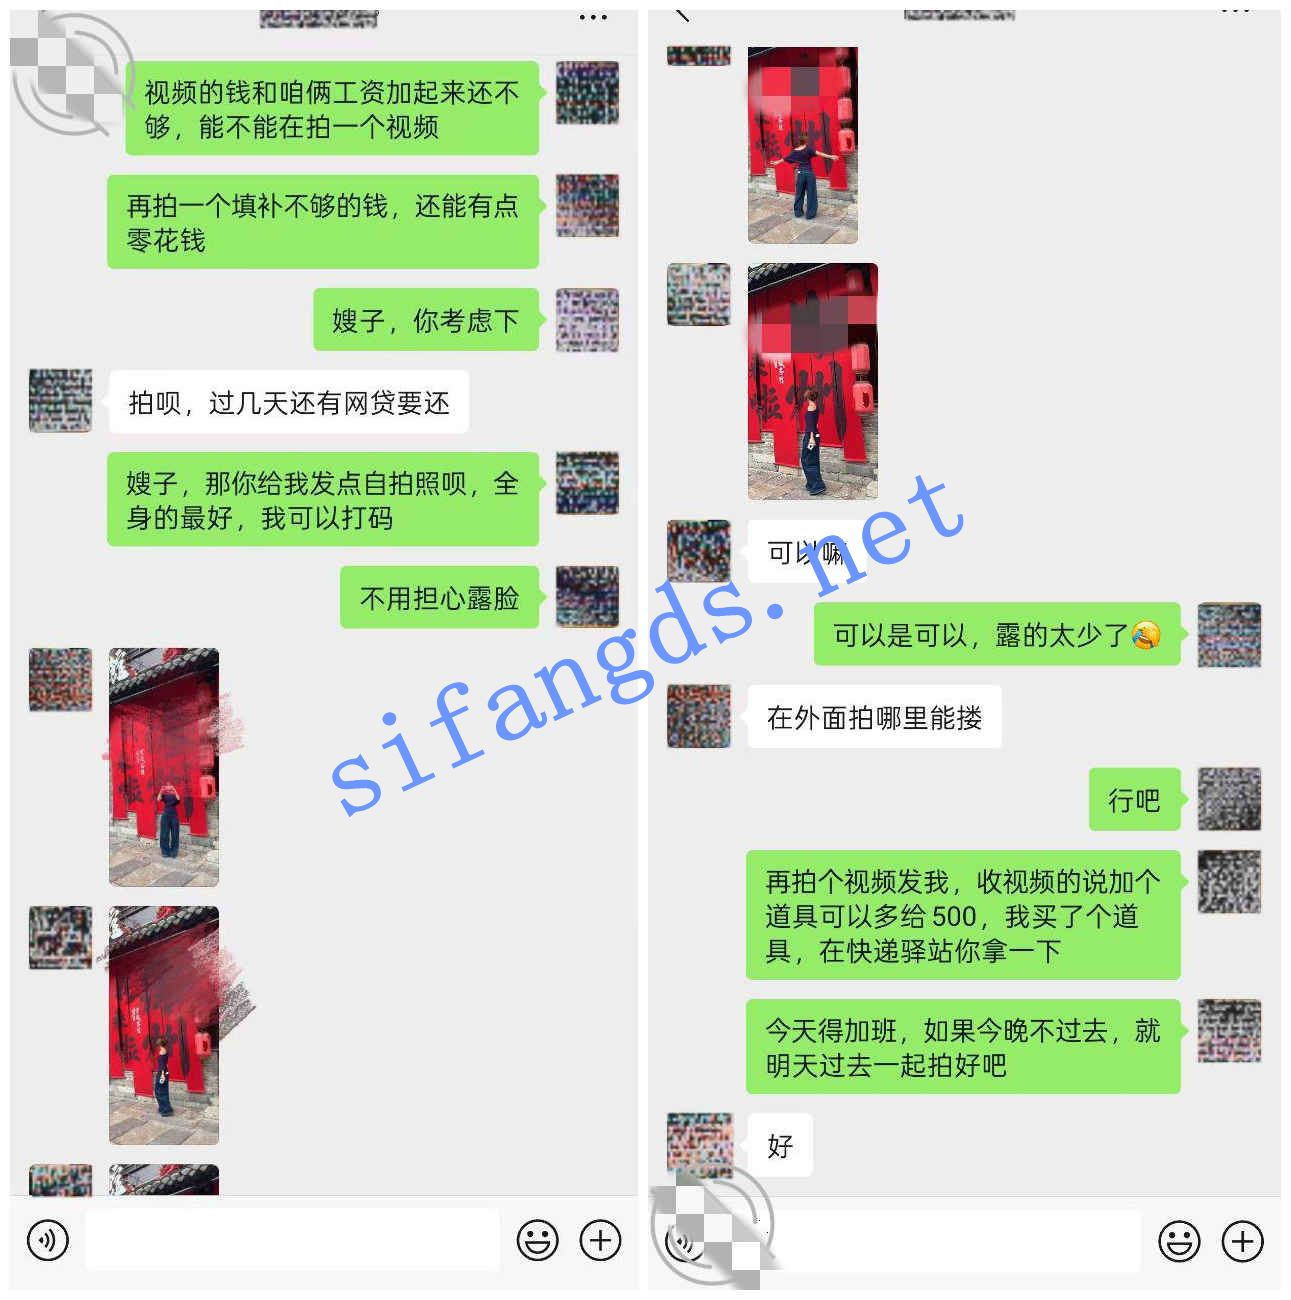 视频的钱和咱俩工资加起来还不
够，能不能在拍一个视频
再拍一个填补不够的钱，还能有点
零花钱
嫂子，你考虑下
拍呗，过几天还有网贷要还
嫂子，那你给我发点自拍照呗，全
身的最好，我可以打码
不用担心露脸
可以嘛
可以是可以，露的太少了😂
在外面拍哪里能搂
行吧
再拍个视频发我，收视频的说加个
道具可以多给 500，我买了个道
具，在快递驿站你拿一下
今天得加班，如果今晚不过去，就
明天过去一起拍好吧
好
sifangds.net